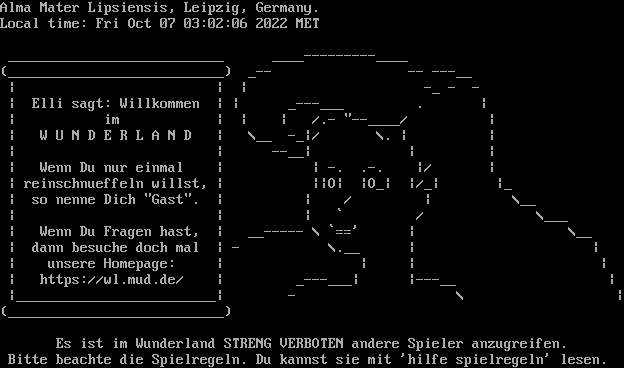 Alma Mater Lipsiensis, Leipzig, Germany.
Local time: Fri Oct 07 03:02:06 2022 MET
Elli sagt: Willkommen
im
W U N D E R L A N D
Wenn Du nur einmal
reinschnueffeln willst,
so nenne Dich "Gast".
Wenn Du Fragen hast,
dann besuche doch mal
unsere Homepage:
https://wl.mud.de/
Es ist im Wunderland STRENG VERBOTEN andere Spieler anzugreifen.
Bitte beachte die Spielregeln. Du kannst sie mit 'hilfe spielregeln' lesen.